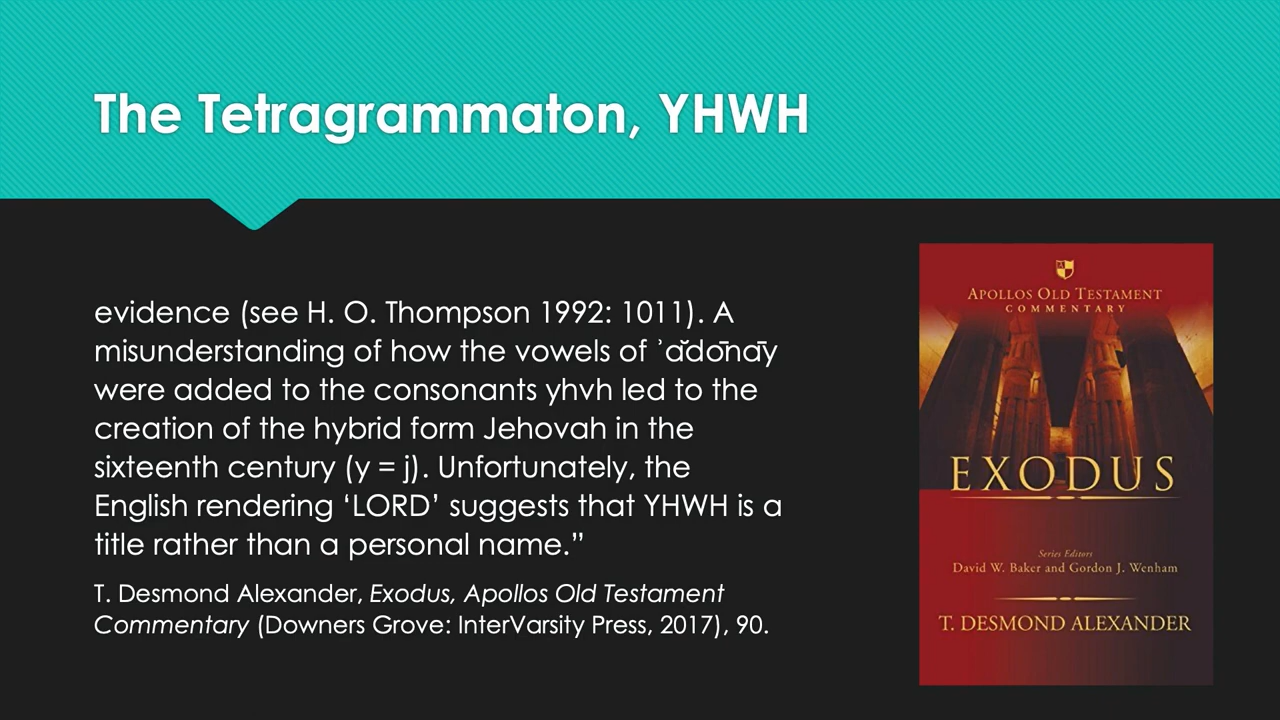 The Tetragrammaton, YHWH
evidence (see H. O. Thompson 1992: 1011). A
misunderstanding of how the vowels of ʾădōnāy
were added to the consonants yhvh led to the
creation of the hybrid form Jehovah in the
sixteenth century (y = j). Unfortunately, the
English rendering ‘LORD’ suggests that YHWH is a
title rather than a personal name.”
T. Desmond Alexander, Exodus, Apollos Old Testament
Commentary (Downers Grove: InterVarsity Press, 2017), 90.
APOLLOS OLD TESTAMENT
COMMENTARY
EXODUS
Series Editors
David W. Baker and Gordon J. Wenham
T. DESMOND ALEXANDER